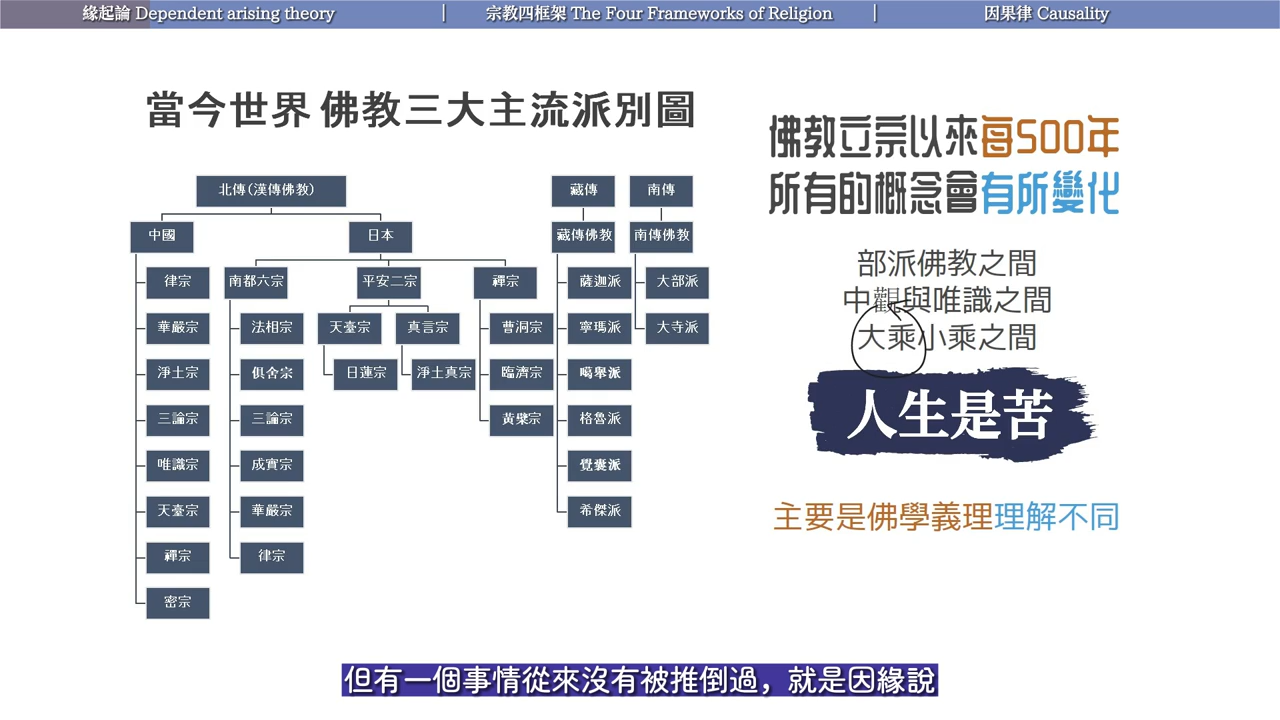 緣起論 Dependent arising theory | 宗教四框架 The Four Frameworks of Religion | 因果律 Causality
當今世界 佛教三大主流派別圖
北傳(漢傳佛教)
藏傳
南傳
中國
日本
藏傳佛教
南傳佛教
律宗
南都六宗
平安二宗
禪宗
薩迦派
大部派
華嚴宗
法相宗
天臺宗
真言宗
曹洞宗
寧瑪派
大寺派
淨土宗
俱舍宗
日蓮宗
淨土真宗
臨濟宗
噶舉派
三論宗
三論宗
黃檗宗
格魯派
唯識宗
成實宗
覺囊派
天臺宗
華嚴宗
希傑派
禪宗
律宗
密宗
佛教立宗以來每500年
所有的概念會有所變化
部派佛教之間
中觀與唯識之間
大乘小乘之間
人生是苦
主要是佛學義理理解不同
但有一個事情從來沒有被推倒過，就是因緣說